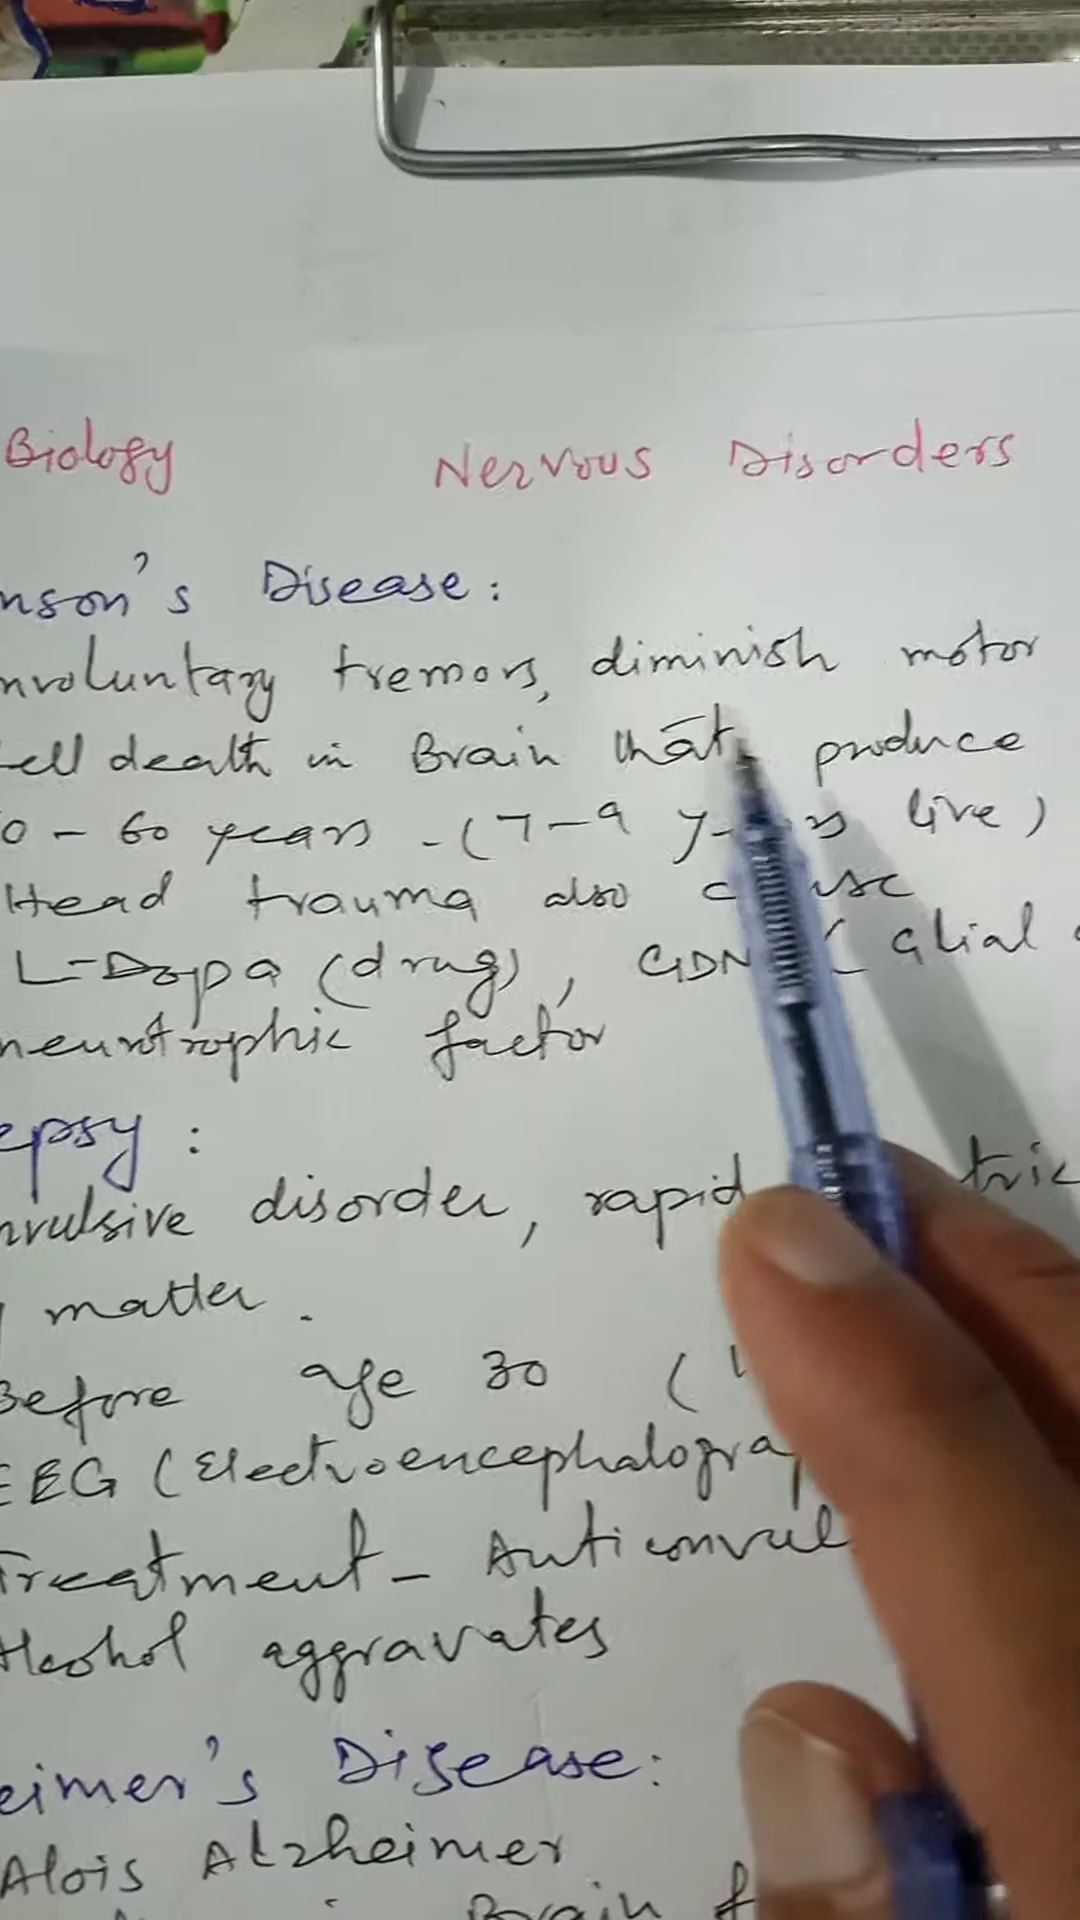 Biology Nervous Disorders
nson's Disease:
nvoluntary tremors, diminish motor
ell death in Brain that produce
0-60 years - (7-9 live)
Head trauma also
L-Dopa (drug), GDN ( Glial
neurotrophic factor
epsy:
nvulsive disorder, rapid tric
matter.
Before age 30 (
EEG (Electroencephalogra
Treatment - Anticonvul
Alcohol aggravates
eimer's Disease:
Alois Alzheimer
Brain